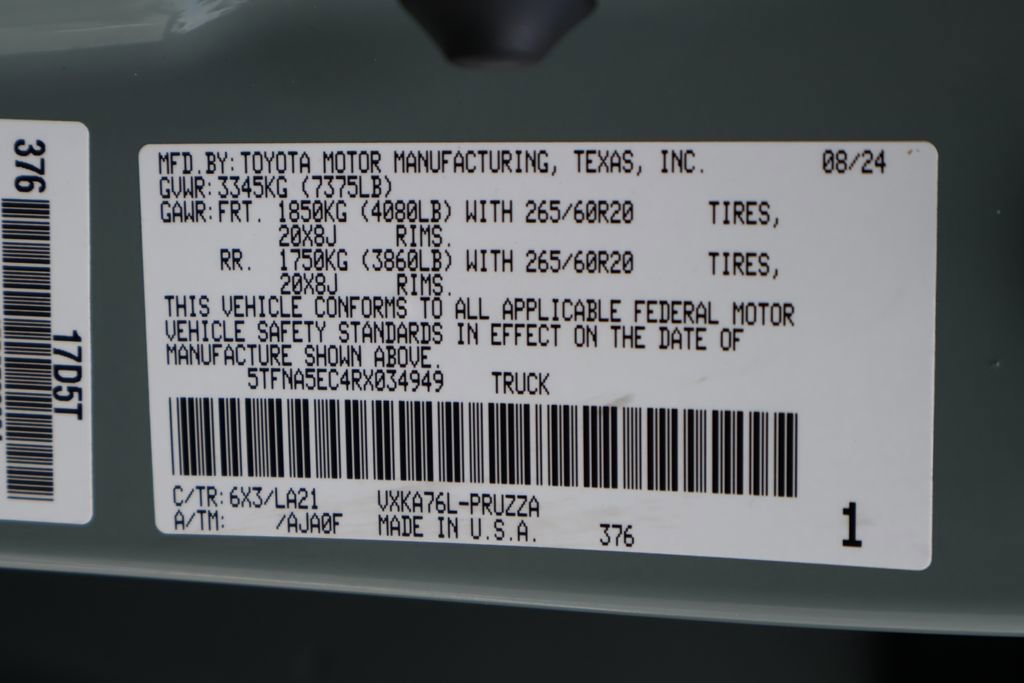 376
17D5T
MFD. BY: TOYOTA MOTOR MANUFACTURING, TEXAS, INC. 08/24
GVWR: 3345KG (7375LB)
GAWR: FRT. 1850KG (4080LB) WITH 265/60R20 TIRES,
20X8J RIMS.
RR. 1750KG (3860LB) WITH 265/60R20 TIRES,
20X8J RIMS.
THIS VEHICLE CONFORMS TO ALL APPLICABLE FEDERAL MOTOR
VEHICLE SAFETY STANDARDS IN EFFECT ON THE DATE OF
MANUFACTURE SHOWN ABOVE.
5TFNA5EC4RX034949 TRUCK
C/TR: 6X3/LA21 VXKA76L-PRUZZA
A/TM: /AJA0F MADE IN U.S.A. 376 1